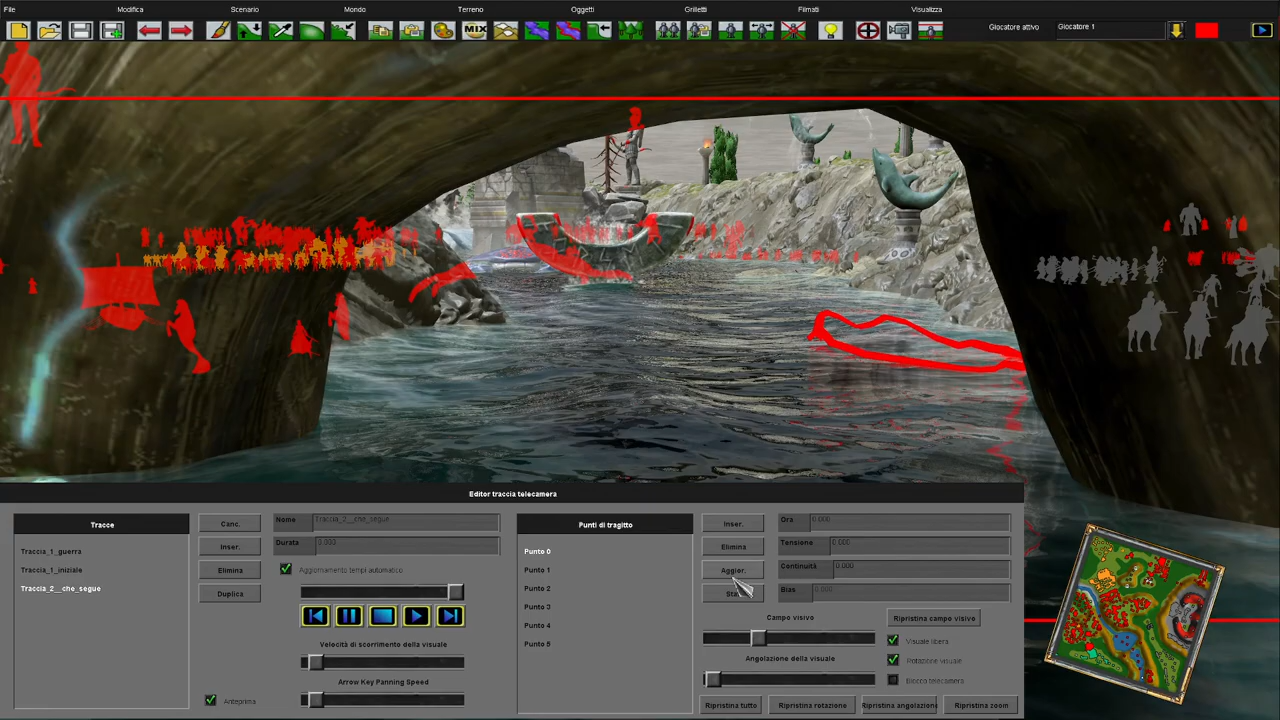 File Modifica Scenario Mondo Terreno Oggetti Grilletti Filmati Visualizza
MIX Giocatore attivo Giocatore 1
Editor traccia telecamera
Tracce Canc. Nome Traccia_2__che_segue Punti di tragitto Inser. Ora 0.000
Traccia_1_guerra Inser. Durata 0.000 Punto 0 Elimina Tensione 0.000
Traccia_1_iniziale Elimina Aggiornamento tempi automatico Punto 1 Aggior. Continuità 0.000
Traccia_2__che_segue Duplica Punto 2 Bias 0.000
Punto 3 Campo visivo Ripristina campo visivo
Velocità di scorrimento della visuale Punto 4 Visuale libera
Punto 5 Angolazione della visuale Rotazione visuale
Arrow Key Panning Speed Blocco telecamera
Anteprima Ripristina tutto Ripristina rotazione Ripristina angolazione Ripristina zoom